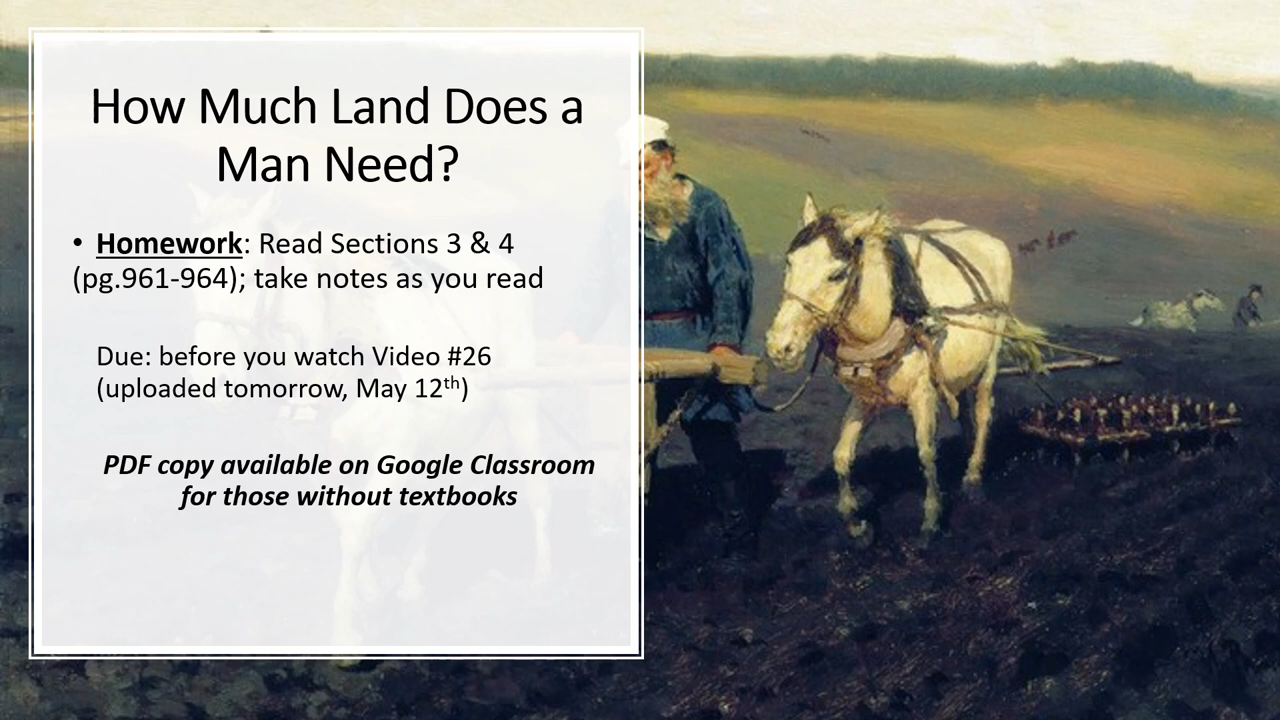 How Much Land Does a
Man Need?
• Homework: Read Sections 3 & 4
(pg.961-964); take notes as you read
Due: before you watch Video #26
(uploaded tomorrow, May 12th)
PDF copy available on Google Classroom
for those without textbooks